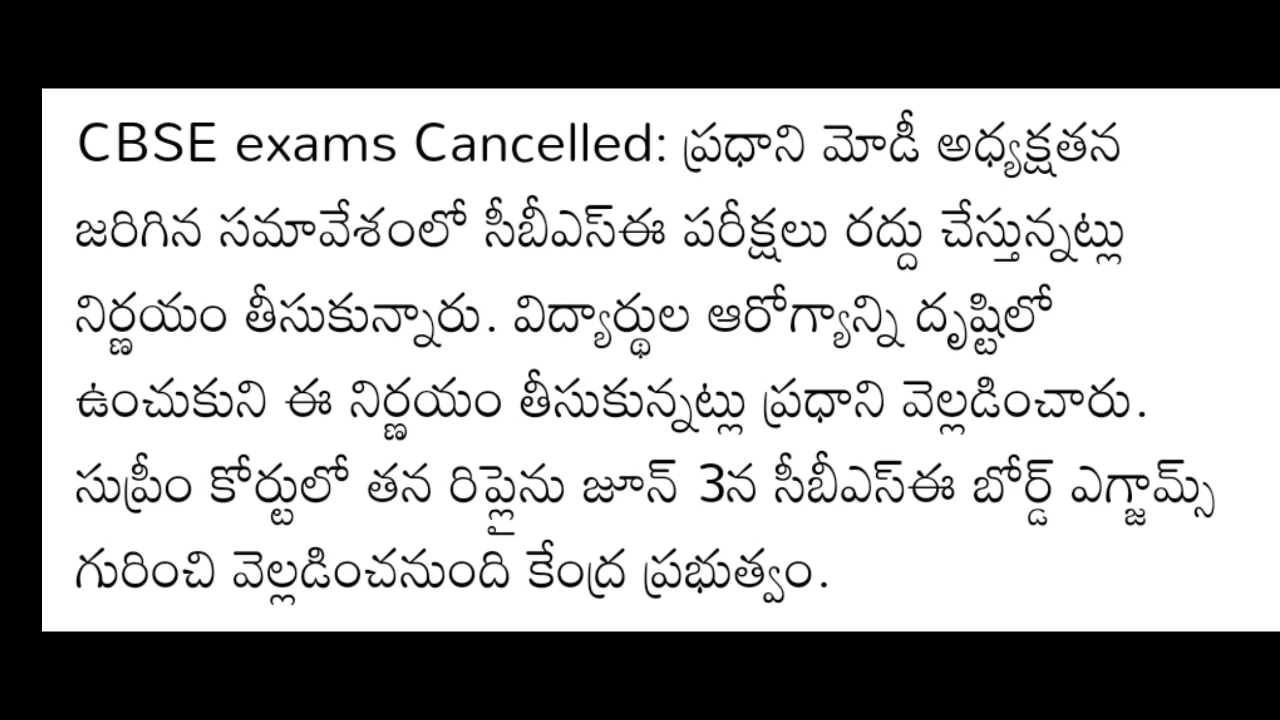 CBSE exams Cancelled: ప్రధాని మోడీ అధ్యక్షతన
జరిగిన సమావేశంలో సీబీఎస్ఈ పరీక్షలు రద్దు చేస్తున్నట్లు
నిర్ణయం తీసుకున్నారు. విద్యార్థుల ఆరోగ్యాన్ని దృష్టిలో
ఉంచుకుని ఈ నిర్ణయం తీసుకున్నట్లు ప్రధాని వెల్లడించారు.
సుప్రీం కోర్టులో తన రిప్లైను జూన్ 3న సీబీఎస్ఈ బోర్డ్ ఎగ్జామ్స్
గురించి వెల్లడించనుంది కేంద్ర ప్రభుత్వం.